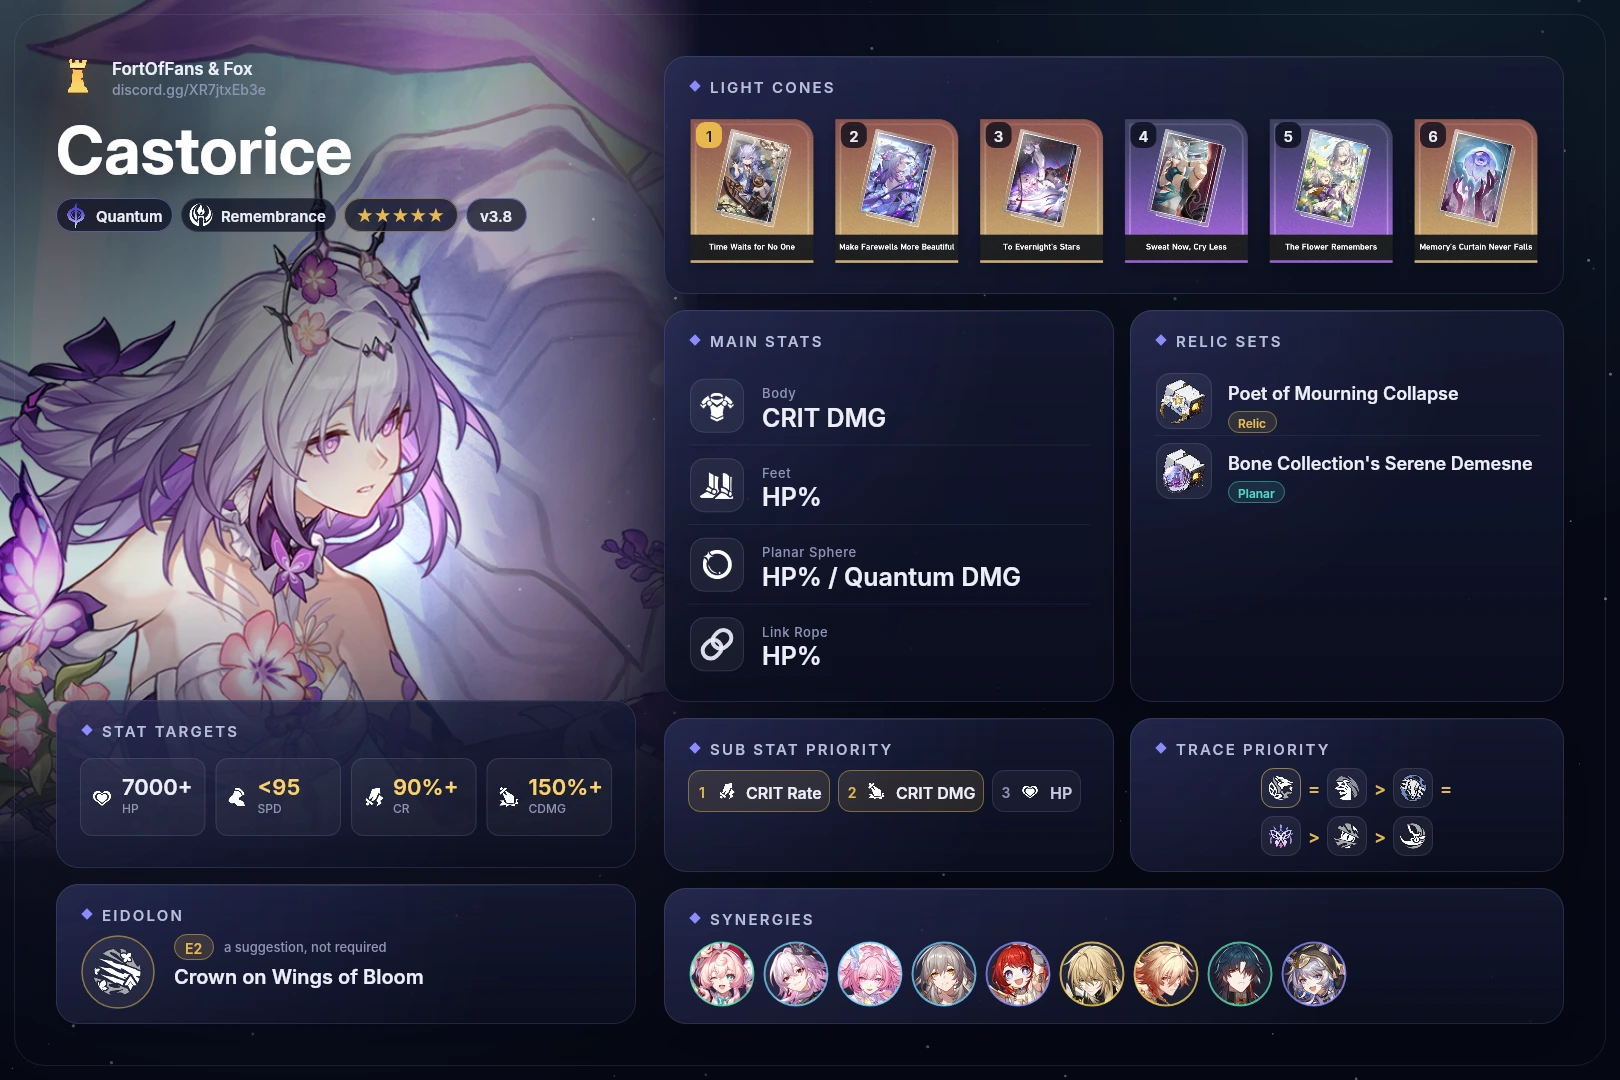 FortOfFans & Fox
discord.gg/XR7jtxEb3e
Castorice
Quantum
Remembrance
★★★★★
v3.8
LIGHT CONES
1
2
3
4
5
6
Time Waits for No One
Make Farewells More Beautiful
To Evernight's Stars
Sweat Now, Cry Less
The Flower Remembers
Memory's Curtain Never Falls
MAIN STATS
Body
CRIT DMG
Feet
HP%
Planar Sphere
HP% / Quantum DMG
Link Rope
HP%
RELIC SETS
Poet of Mourning Collapse
Relic
Bone Collection's Serene Demesne
Planar
STAT TARGETS
7000+
HP
<95
SPD
90%+
CR
150%+
CDMG
SUB STAT PRIORITY
1 CRIT Rate
2 CRIT DMG
3 HP
TRACE PRIORITY
= > =
> >
EIDOLON
E2 a suggestion, not required
Crown on Wings of Bloom
SYNERGIES